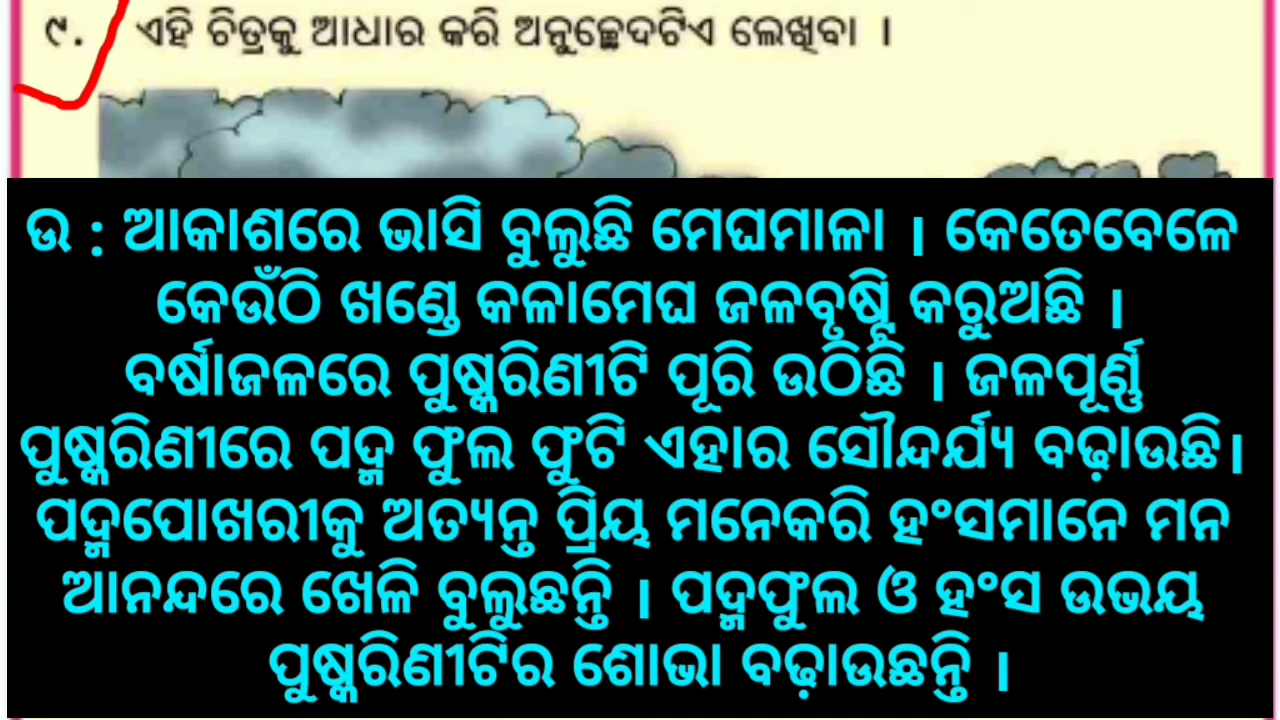 ୯. ଏହି ଚିତ୍ରକୁ ଆଧାର କରି ଅନୁଚ୍ଛେଦଟିଏ ଲେଖିବା ।
ଉ : ଆକାଶରେ ଭାସି ବୁଲୁଛି ମେଘମାଳା । କେତେବେଳେ
କେଉଁଠି ଖଣ୍ଡେ କଳାମେଘ ଜଳବୃଷ୍ଟି କରୁଅଛି ।
ବର୍ଷାଜଳରେ ପୁଷ୍କରିଣୀଟି ପୂରି ଉଠିଛି । ଜଳପୂର୍ଣ୍ଣ
ପୁଷ୍କରିଣୀରେ ପଦ୍ମ ଫୁଲ ଫୁଟି ଏହାର ସୌନ୍ଦର୍ଯ୍ୟ ବଢ଼ାଉଛି।
ପଦ୍ମପୋଖରୀକୁ ଅତ୍ୟନ୍ତ ପ୍ରିୟ ମନେକରି ହଂସମାନେ ମନ
ଆନନ୍ଦରେ ଖେଳି ବୁଲୁଛନ୍ତି । ପଦ୍ମଫୁଲ ଓ ହଂସ ଉଭୟ
ପୁଷ୍କରିଣୀଟିର ଶୋଭା ବଢ଼ାଉଛନ୍ତି ।